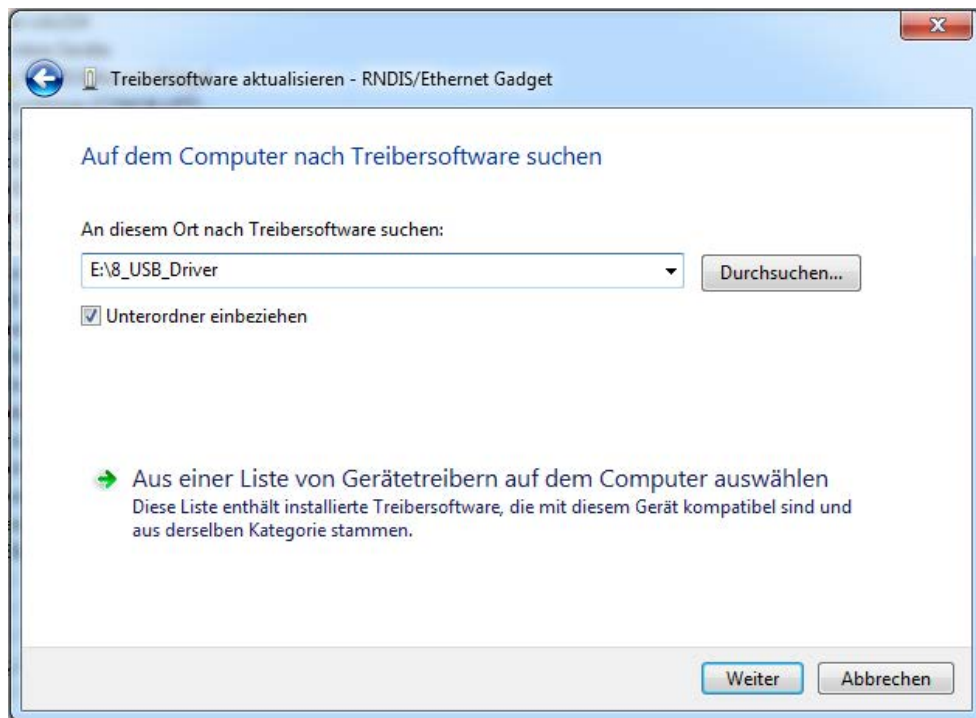 Treibersoftware aktualisieren - RNDIS/Ethernet Gadget
Auf dem Computer nach Treibersoftware suchen
An diesem Ort nach Treibersoftware suchen:
E:\8_USB_Driver
Durchsuchen...
Unterordner einbeziehen
Aus einer Liste von Gerätetreibern auf dem Computer auswählen
Diese Liste enthält installierte Treibersoftware, die mit diesem Gerät kompatibel sind und
aus derselben Kategorie stammen.
Weiter
Abbrechen